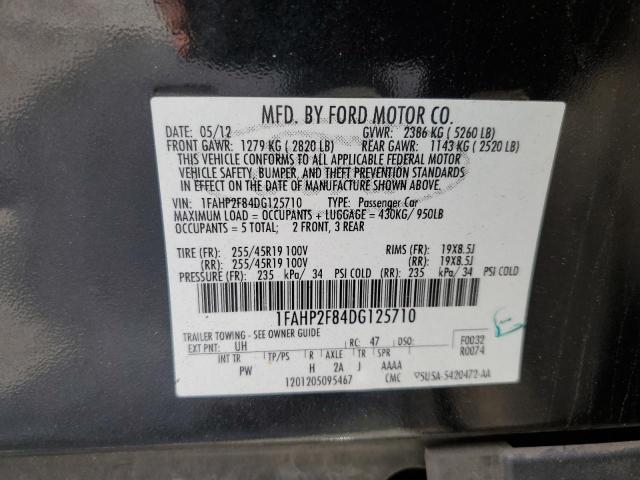 MFD. BY FORD MOTOR CO.
DATE: 05/12 GVWR: 2386 KG ( 5260 LB)
FRONT GAWR: 1279 KG ( 2820 LB) REAR GAWR: 1143 KG ( 2520 LB)
THIS VEHICLE CONFORMS TO ALL APPLICABLE FEDERAL MOTOR
VEHICLE SAFETY, BUMPER, AND THEFT PREVENTION STANDARDS
IN EFFECT ON THE DATE OF MANUFACTURE SHOWN ABOVE.
VIN: 1FAHP2F84DG125710 TYPE: Passenger Car
MAXIMUM LOAD = OCCUPANTS + LUGGAGE = 430KG/ 950LB
OCCUPANTS = 5 TOTAL; 2 FRONT, 3 REAR
TIRE (FR): 255/45R19 100V RIMS (FR): 19X8.5J
(RR): 255/45R19 100V (RR): 19X8.5J
PRESSURE (FR): 235 kPa/ 34 PSI COLD (RR): 235 kPa/ 34 PSI COLD
1FAHP2F84DG125710
TRAILER TOWING - SEE OWNER GUIDE
EXT PNT: UH RC: 47 DSO: F0032
R0074
INT TR TP/PS R AXLE TR SPR
PW H 2A J AAAA
1201205095467 CMC 5U5A-5420472-AA